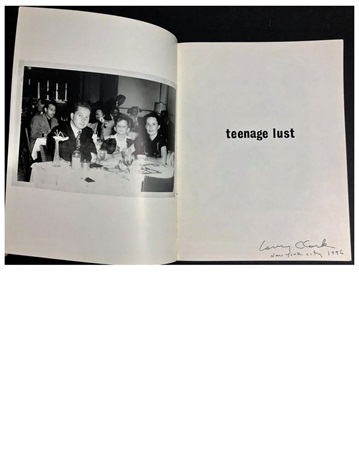 teenage lust
Larry Clark
New York City 1996